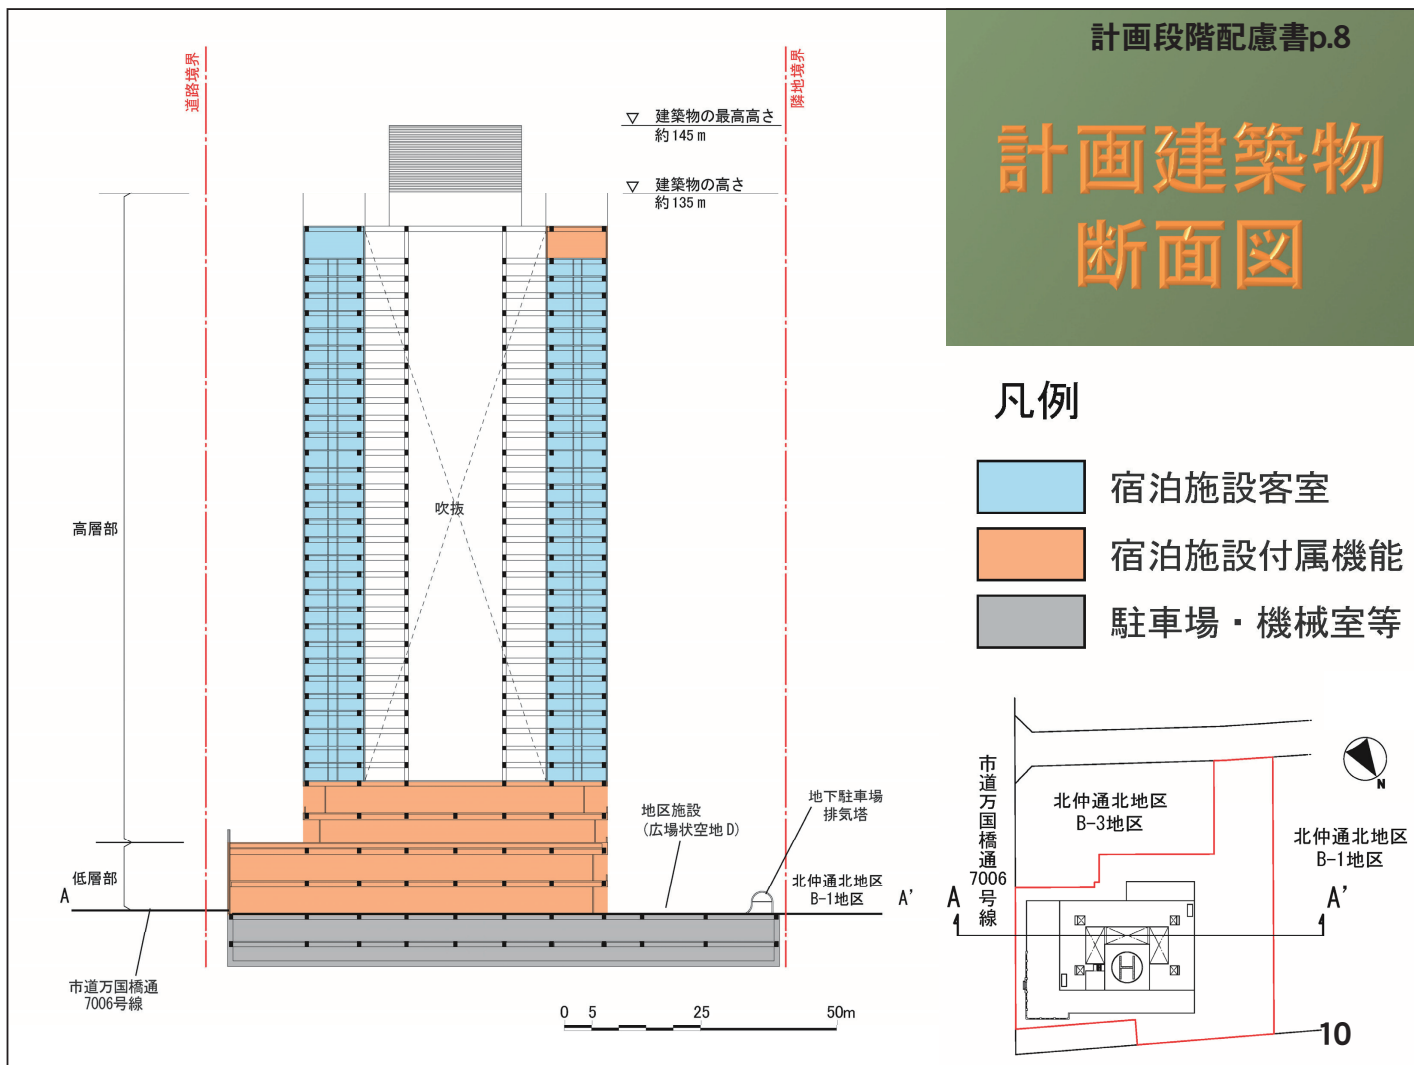 計画段階配慮書p.8
計画建築物
断面図
道路境界
隣地境界
建築物の最高高さ
約145m
建築物の高さ
約135m
吹抜
高層部
低層部
A
地区施設
(広場状空地D)
地下駐車場
排気塔
北仲通北地区
B-1地区
A'
市道万国橋通
7006号線
0 5 25 50m
凡例
宿泊施設客室
宿泊施設付属機能
駐車場・機械室等
市道万国橋通7006号線
北仲通北地区
B-3地区
N
北仲通北地区
B-1地区
A
A'
H
10